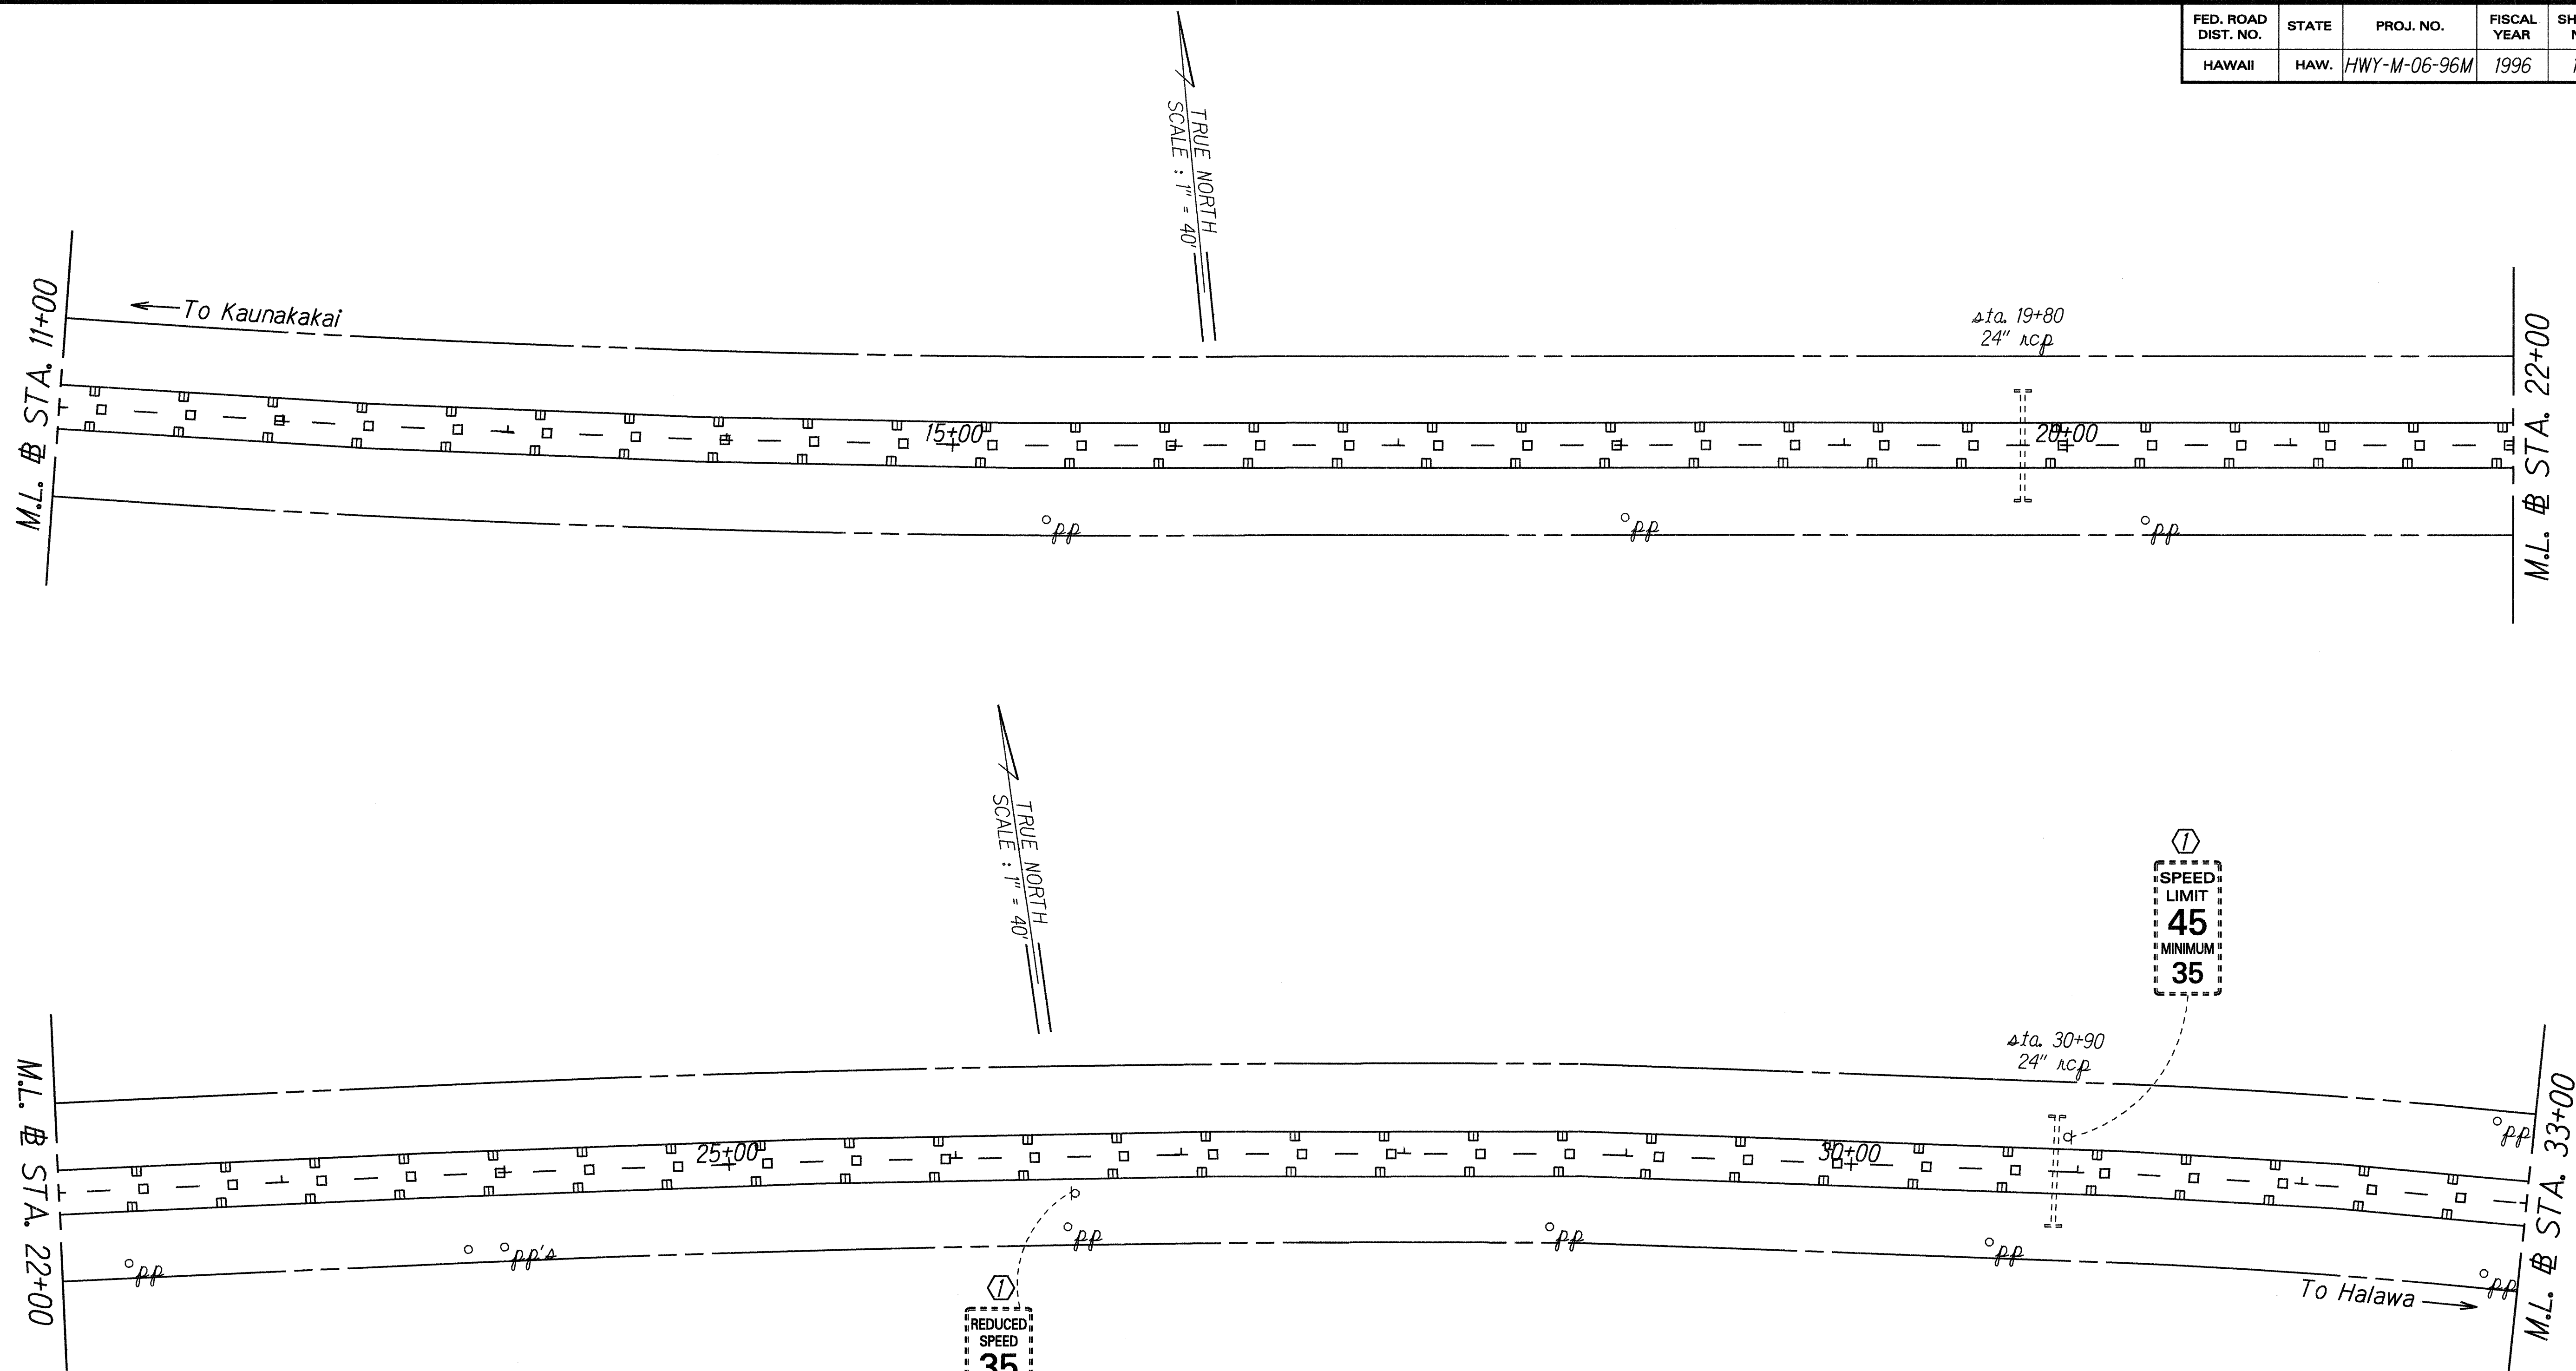 FED. ROAD DIST. NO.
STATE
PROJ. NO.
FISCAL YEAR
HAWAII
HAW.
HWY-M-06-96M
1996
TRUE NORTH
SCALE : 1" = 40'
M.L. ⅊ STA. 11+00
To Kaunakakai
sta. 19+80
24" rcp
15+00
20+00
M.L. ⅊ STA. 22+00
pp
pp
pp
TRUE NORTH
SCALE : 1" = 40'
1
SPEED
LIMIT
45
MINIMUM
35
sta. 30+90
24" rcp
M.L. ⅊ STA. 22+00
25+00
30+00
pp
M.L. ⅊ STA. 33+00
pp
pp's
pp
pp
pp
pp
To Halawa
1
REDUCED
SPEED
35